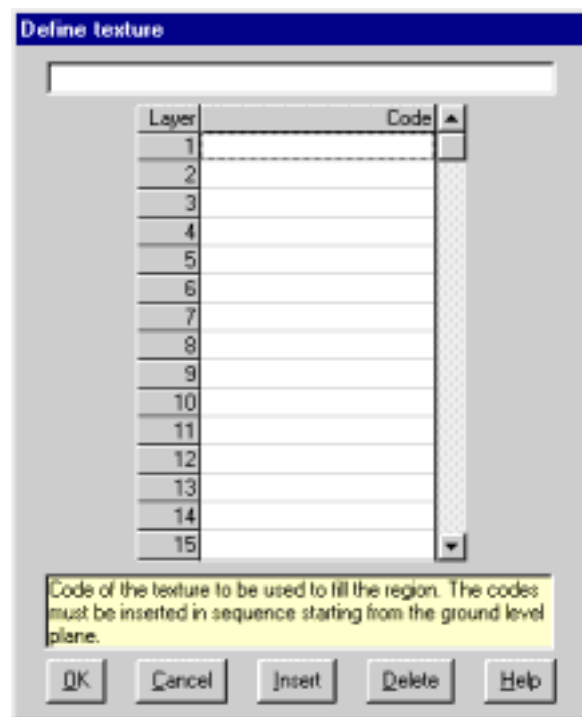 Define texture
Layer Code
1
2
3
4
5
6
7
8
9
10
11
12
13
14
15
Code of the texture to be used to fill the region. The codes
must be inserted in sequence starting from the ground level
plane.
OK Cancel Insert Delete Help